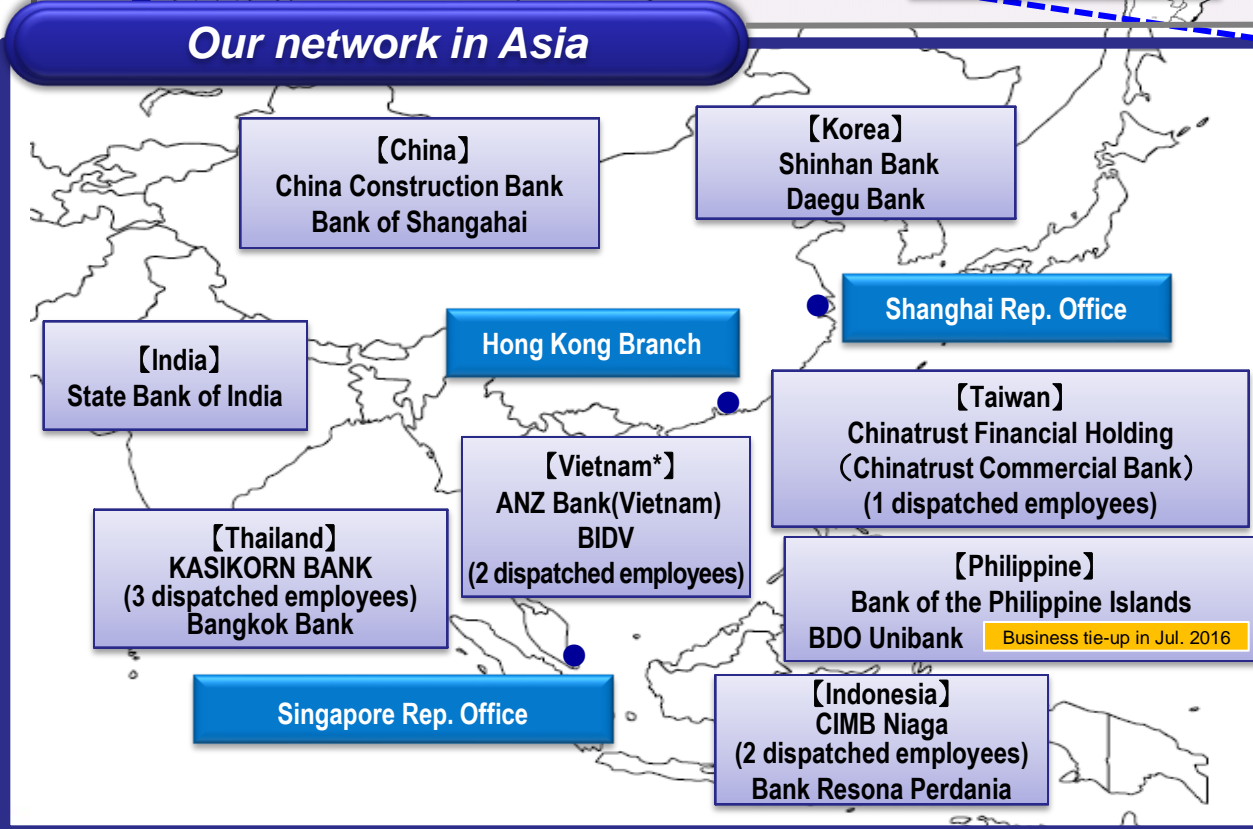 Our network in Asia
【China】
China Construction Bank
Bank of Shangahai
【Korea】
Shinhan Bank
Daegu Bank
Shanghai Rep. Office
Hong Kong Branch
【India】
State Bank of India
【Taiwan】
Chinatrust Financial Holding
（Chinatrust Commercial Bank）
(1 dispatched employees)
【Vietnam*】
ANZ Bank(Vietnam)
BIDV
(2 dispatched employees)
【Thailand】
KASIKORN BANK
(3 dispatched employees)
Bangkok Bank
【Philippine】
Bank of the Philippine Islands
BDO Unibank Business tie-up in Jul. 2016
Singapore Rep. Office
【Indonesia】
CIMB Niaga
(2 dispatched employees)
Bank Resona Perdania